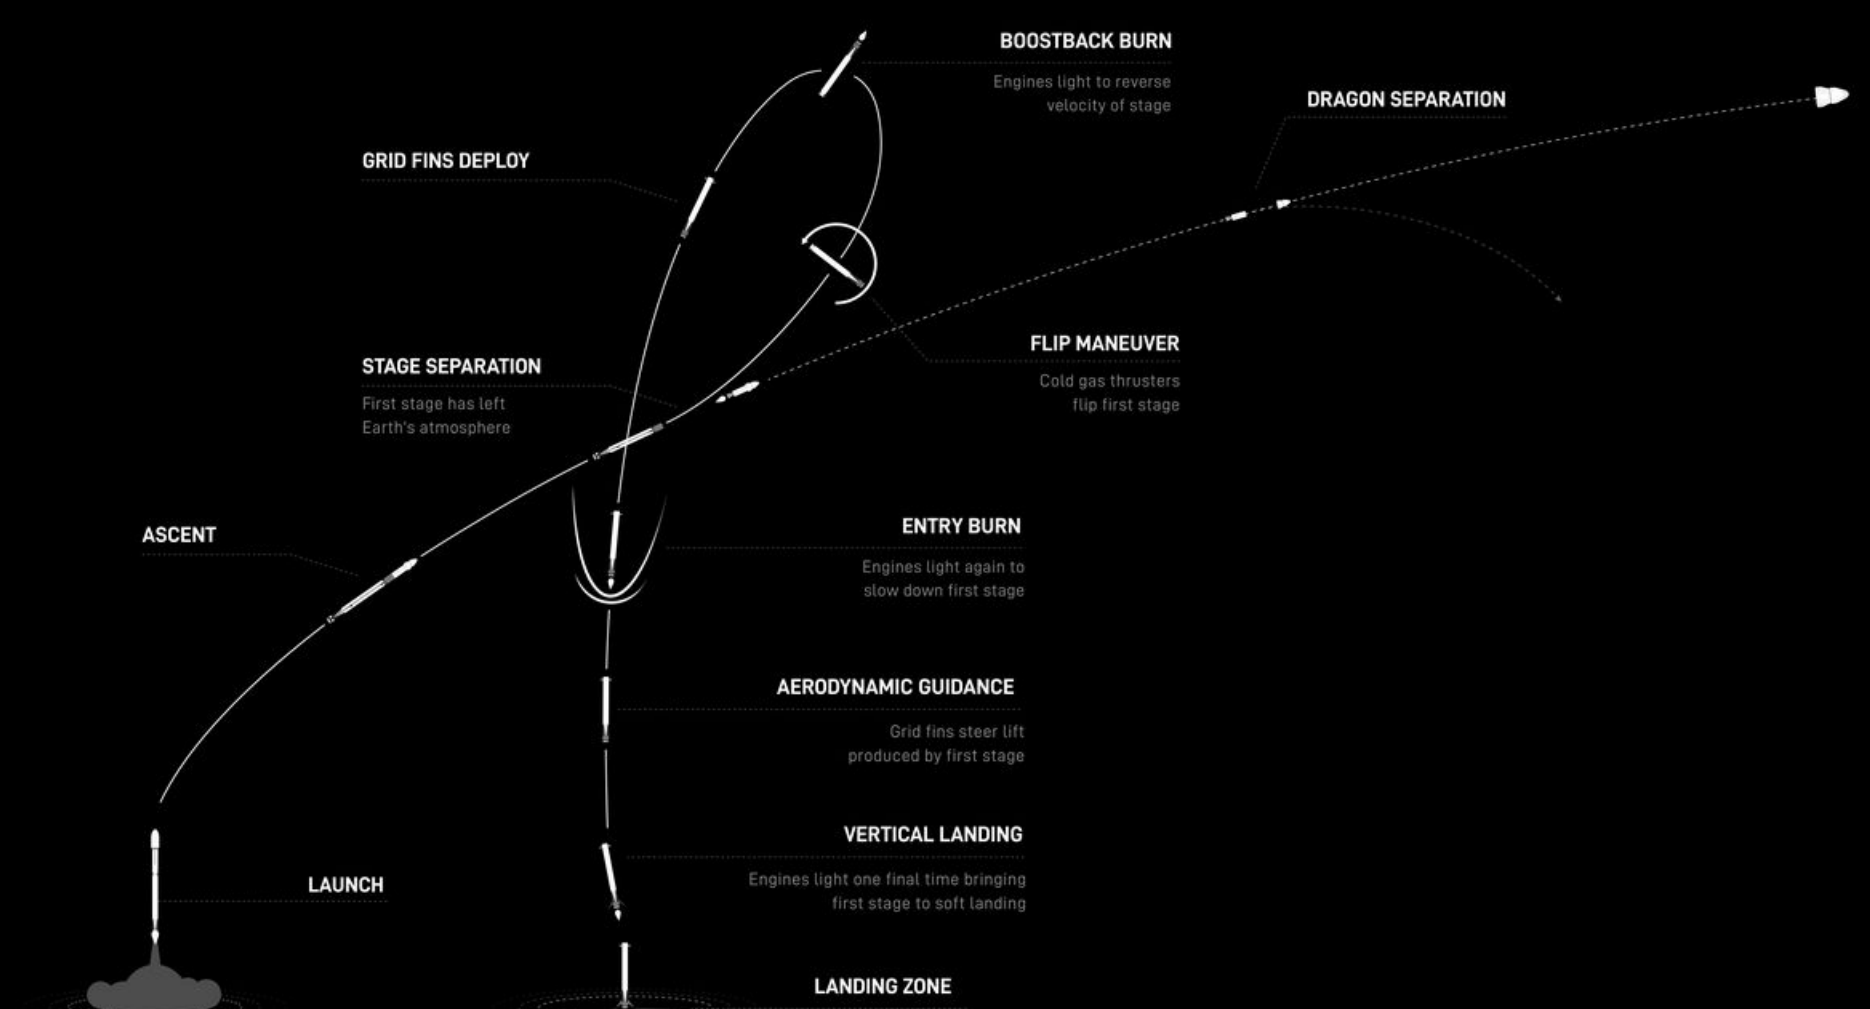 BOOSTBACK BURN
Engines light to reverse
velocity of stage
DRAGON SEPARATION
GRID FINS DEPLOY
FLIP MANEUVER
Cold gas thrusters
flip first stage
STAGE SEPARATION
First stage has left
Earth's atmosphere
ASCENT
ENTRY BURN
Engines light again to
slow down first stage
AERODYNAMIC GUIDANCE
Grid fins steer lift
produced by first stage
VERTICAL LANDING
Engines light one final time bringing
first stage to soft landing
LAUNCH
LANDING ZONE